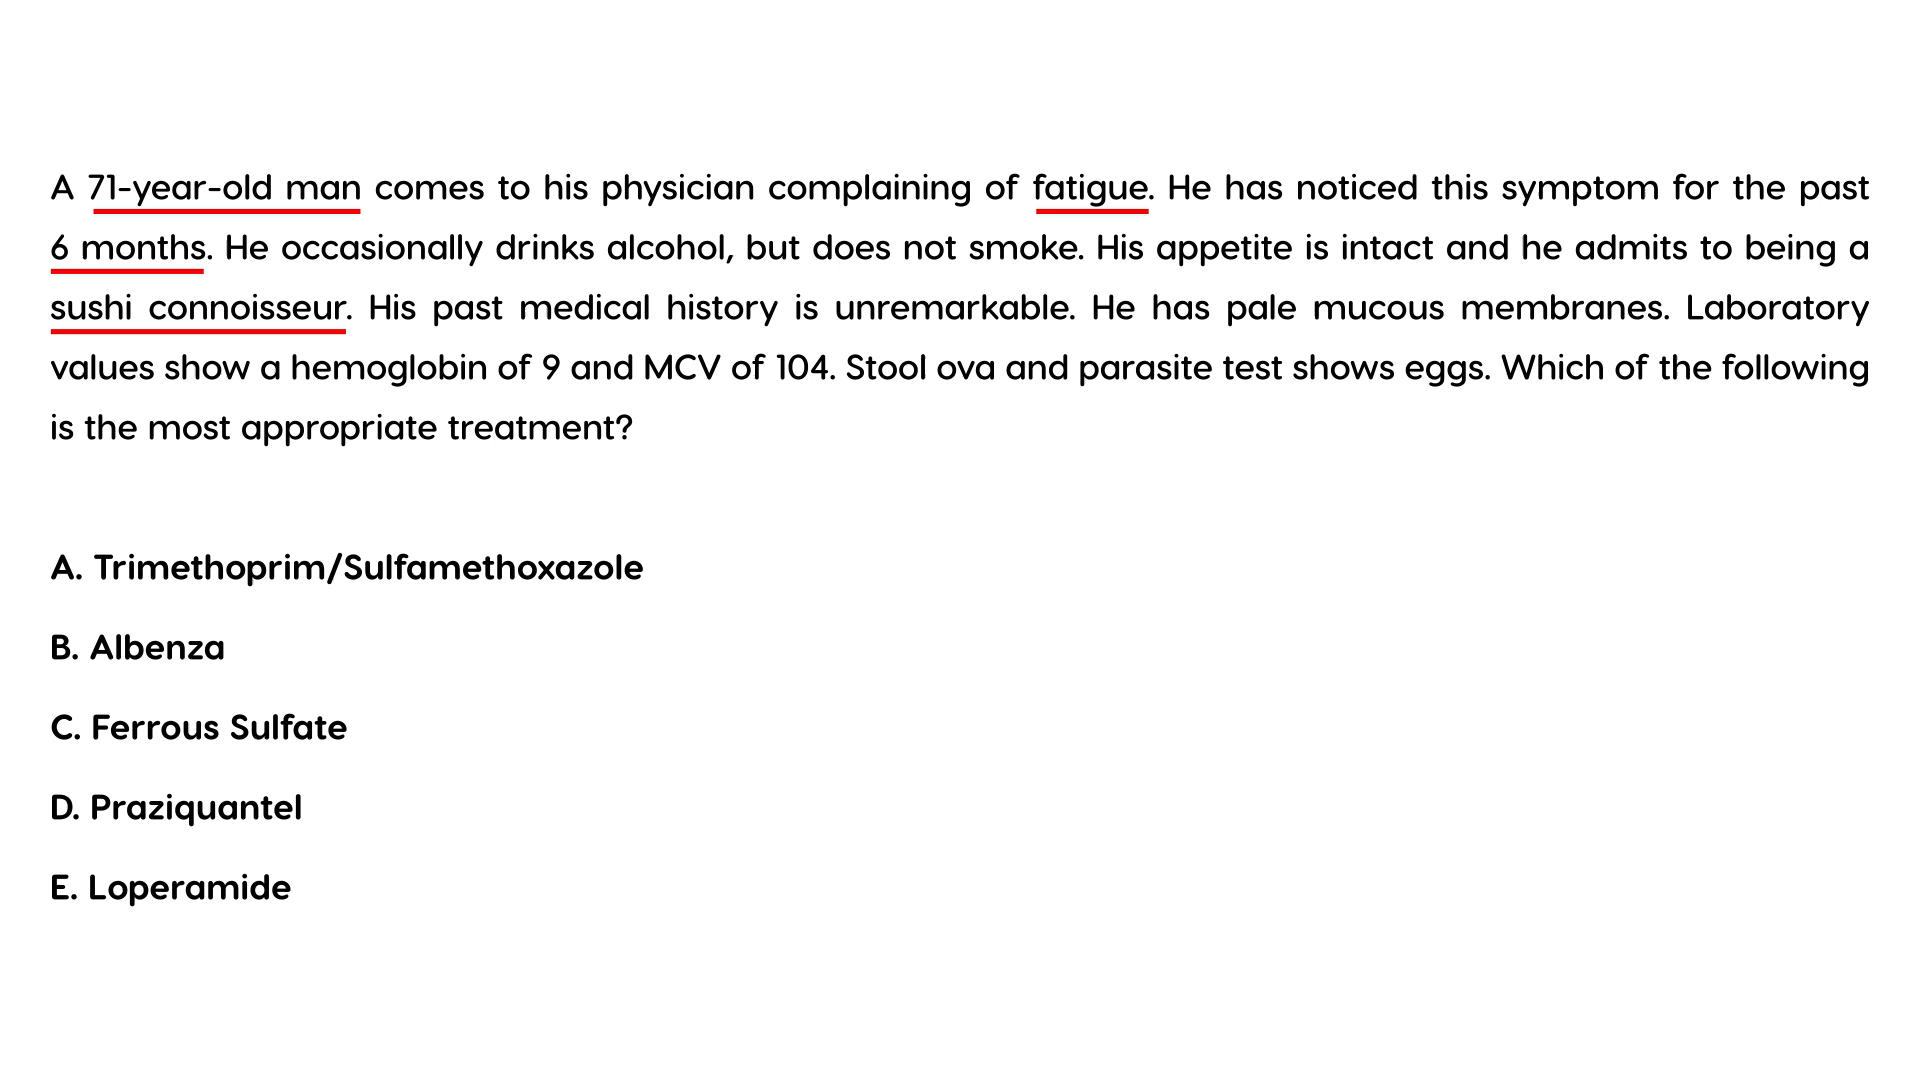 A 71-year-old man comes to his physician complaining of fatigue. He has noticed this symptom for the past
6 months. He occasionally drinks alcohol, but does not smoke. His appetite is intact and he admits to being a
sushi connoisseur. His past medical history is unremarkable. He has pale mucous membranes. Laboratory
values show a hemoglobin of 9 and MCV of 104. Stool ova and parasite test shows eggs. Which of the following
is the most appropriate treatment?
A. Trimethoprim/Sulfamethoxazole
B. Albenza
C. Ferrous Sulfate
D. Praziquantel
E. Loperamide